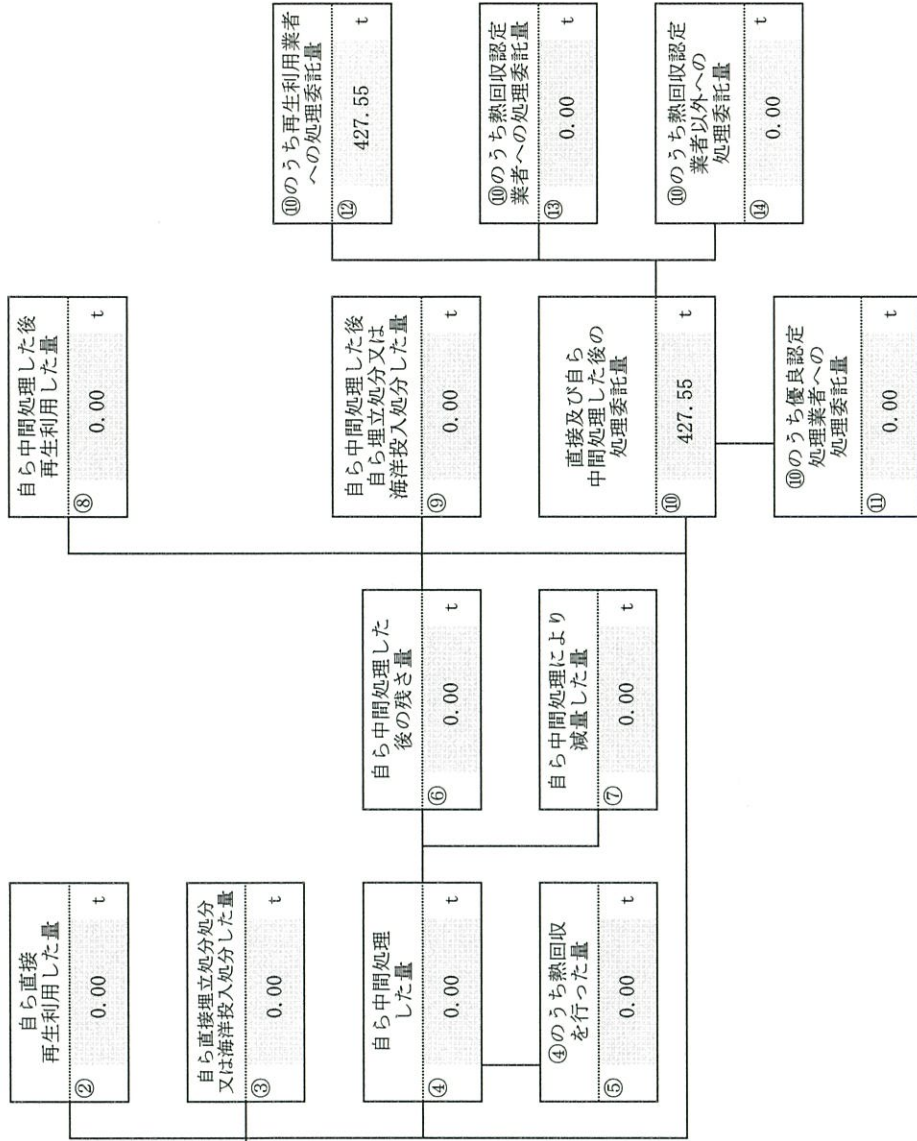 自ら直接
再生利用した量
② 0.00 t
自ら直接埋立処分処分
又は海洋投入処分した量
③ 0.00 t
自ら中間処理
した量
④ 0.00 t
④のうち熱回収
を行った量
⑤ 0.00 t
自ら中間処理した
後の残さ量
⑥ 0.00 t
自ら中間処理により
減量した量
⑦ 0.00 t
自ら中間処理した後
再生利用した量
⑧ 0.00 t
自ら中間処理した後
自ら埋立処分又は
海洋投入処分した量
⑨ 0.00 t
直接及び自ら
中間処理した後の
処理委託量
⑩ 427.55 t
⑩のうち優良認定
処理業者への
処理委託量
⑪ 0.00 t
⑩のうち再生利用業者
への処理委託量
⑫ 427.55 t
⑩のうち熱回収認定
業者への処理委託量
⑬ 0.00 t
⑩のうち熱回収認定
業者以外への
処理委託量
⑭ 0.00 t